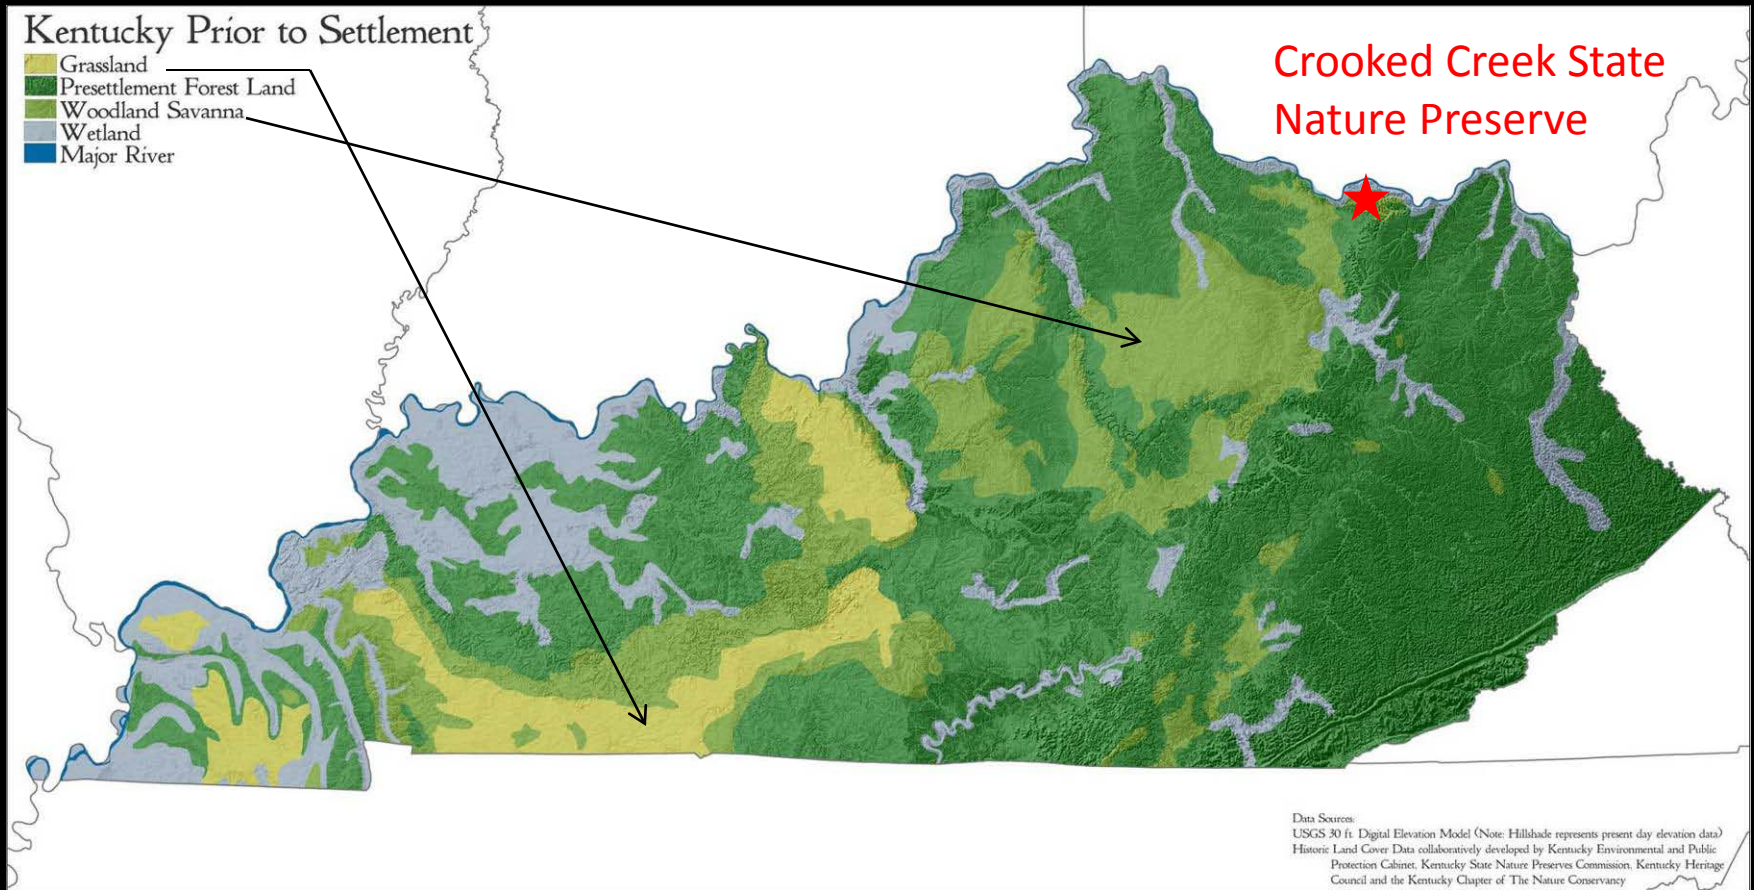 Kentucky Prior to Settlement
Grassland
Presettlement Forest Land
Woodland Savanna
Wetland
Major River
Crooked Creek State
Nature Preserve
Data Sources:
USGS 30 ft. Digital Elevation Model (Note: Hillshade represents present day elevation data)
Historic Land Cover Data collaboratively developed by Kentucky Environmental and Public
Protection Cabinet, Kentucky State Nature Preserves Commission, Kentucky Heritage
Council and the Kentucky Chapter of The Nature Conservancy